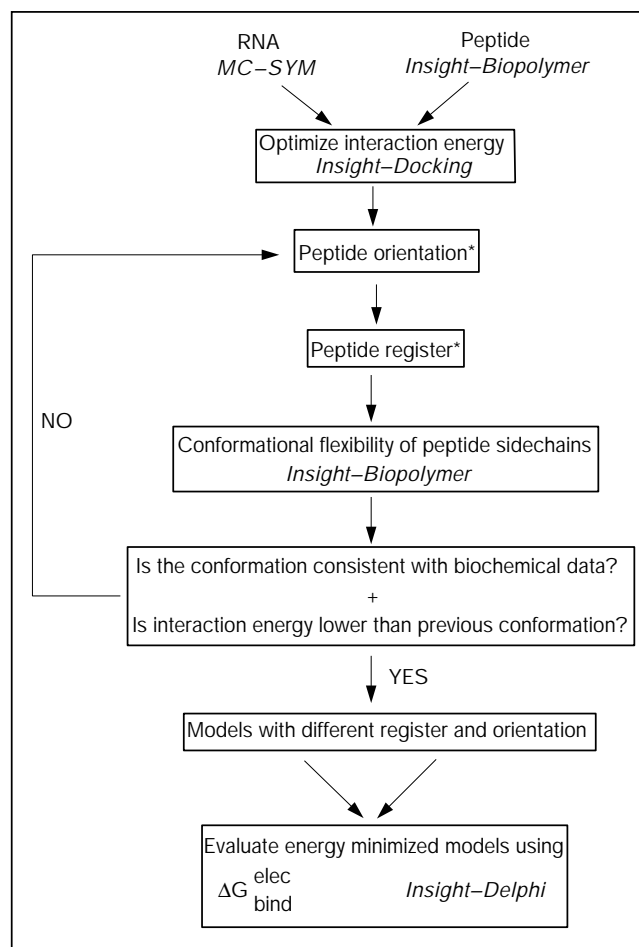 RNA
MC–SYM
Peptide
Insight–Biopolymer
Optimize interaction energy
Insight–Docking
Peptide orientation*
Peptide register*
NO
Conformational flexibility of peptide sidechains
Insight–Biopolymer
Is the conformation consistent with biochemical data?
+
Is interaction energy lower than previous conformation?
YES
Models with different register and orientation
Evaluate energy minimized models using
ΔG elec bind
Insight–Delphi